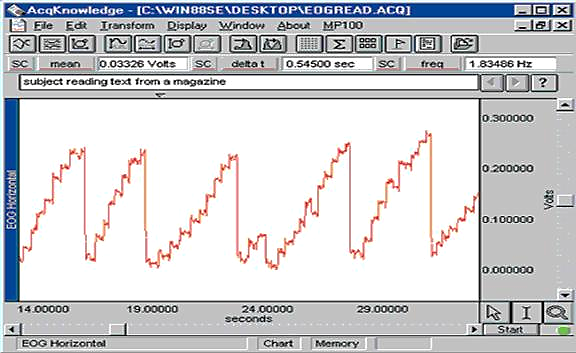 AcqKnowledge - [C:\WIN88SE\DESKTOP\EOGREAD.ACQ]
File Edit Transform Display Window About MP100
SC mean 0.03326 Volts SC delta t 0.54500 sec SC freq 1.83486 Hz
subject reading text from a magazine
?
EOG Horizontal
0.300000
0.200000
0.100000
0.000000
Volts
14.00000 19.00000 24.00000 29.00000
seconds
Start
EOG Horizontal Chart Memory